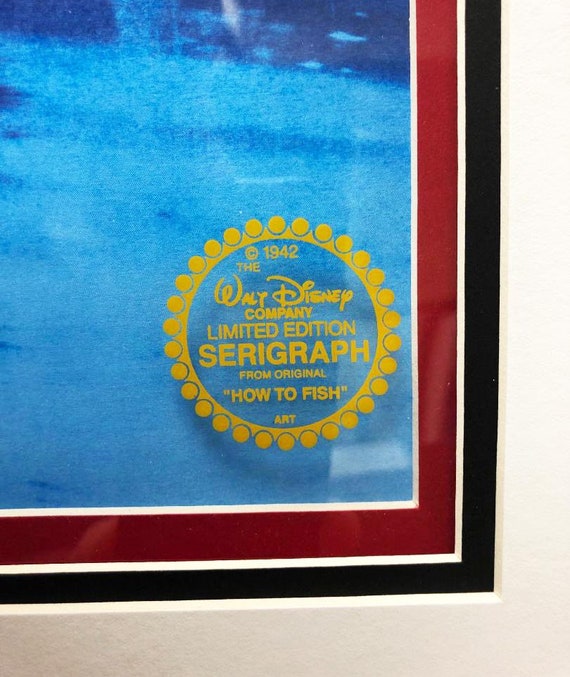 © 1942
THE
Walt Disney
COMPANY
LIMITED EDITION
SERIGRAPH
FROM ORIGINAL
"HOW TO FISH"
ART